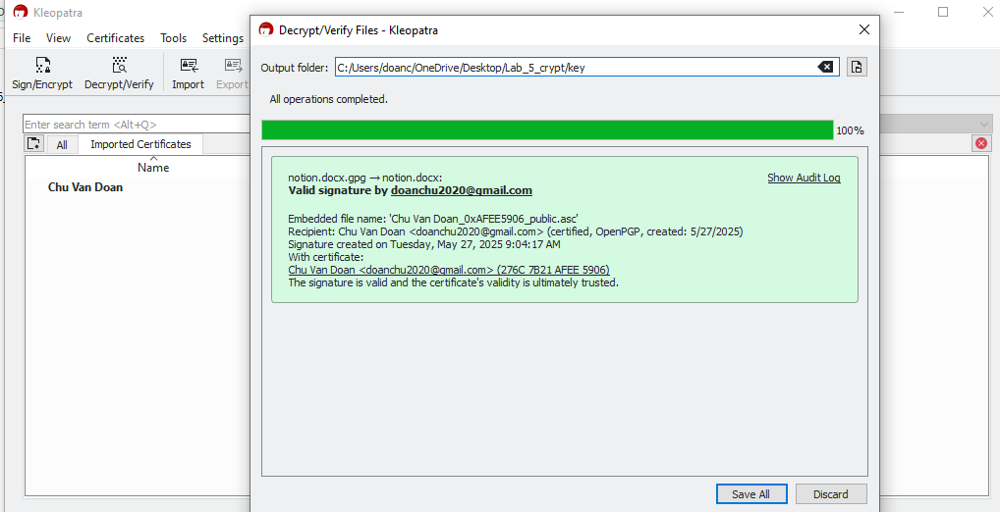 Kleopatra
File View Certificates Tools Settings
Sign/Encrypt Decrypt/Verify Import Export
Enter search term <Alt+Q>
All Imported Certificates
Name
Chu Van Doan
Decrypt/Verify Files - Kleopatra
Output folder: C:/Users/doanc/OneDrive/Desktop/Lab_5_crypt/key
All operations completed.
100%
notion.docx.gpg → notion.docx: Show Audit Log
Valid signature by doanchu2020@gmail.com
Embedded file name: 'Chu Van Doan_0xAFEE5906_public.asc'
Recipient: Chu Van Doan <doanchu2020@gmail.com> (certified, OpenPGP, created: 5/27/2025)
Signature created on Tuesday, May 27, 2025 9:04:17 AM
With certificate:
Chu Van Doan <doanchu2020@gmail.com> (276C 7B21 AFEE 5906)
The signature is valid and the certificate's validity is ultimately trusted.
Save All Discard